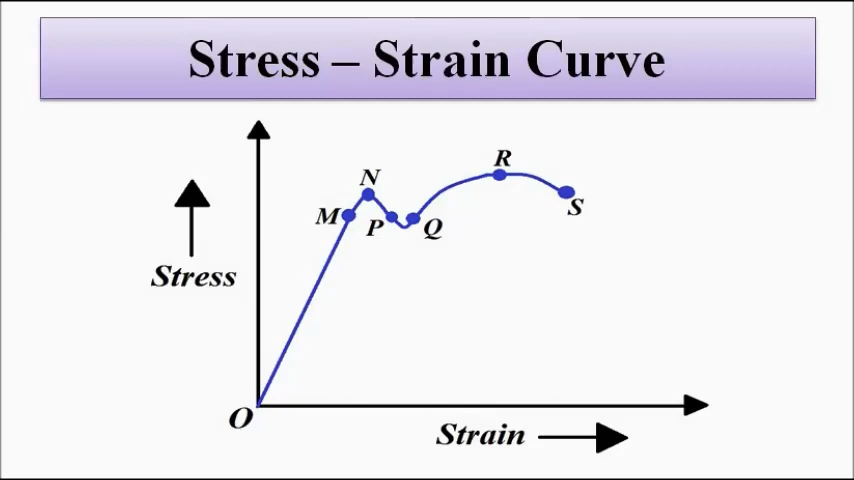 Stress – Strain Curve
R
N
M
P
Q
S
Stress
O
Strain